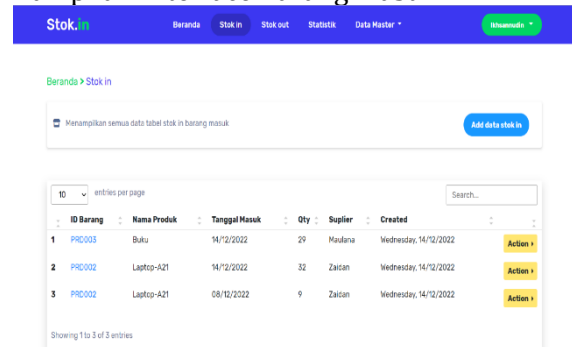 Stok.in Beranda Stok in Stok out Statistik Data Master Ikhsannudin
Beranda > Stok in
Menampilkan semua data tabel stok in barang masuk Add data stok in
10 entries per page Search...
ID Barang Nama Produk Tanggal Masuk Qty Suplier Created
1 PRD003 Buku 14/12/2022 29 Maulana Wednesday, 14/12/2022 Action
2 PRD002 Laptop-A21 14/12/2022 32 Zaidan Wednesday, 14/12/2022 Action
3 PRD002 Laptop-A21 08/12/2022 9 Zaidan Wednesday, 14/12/2022 Action
Showing 1 to 3 of 3 entries